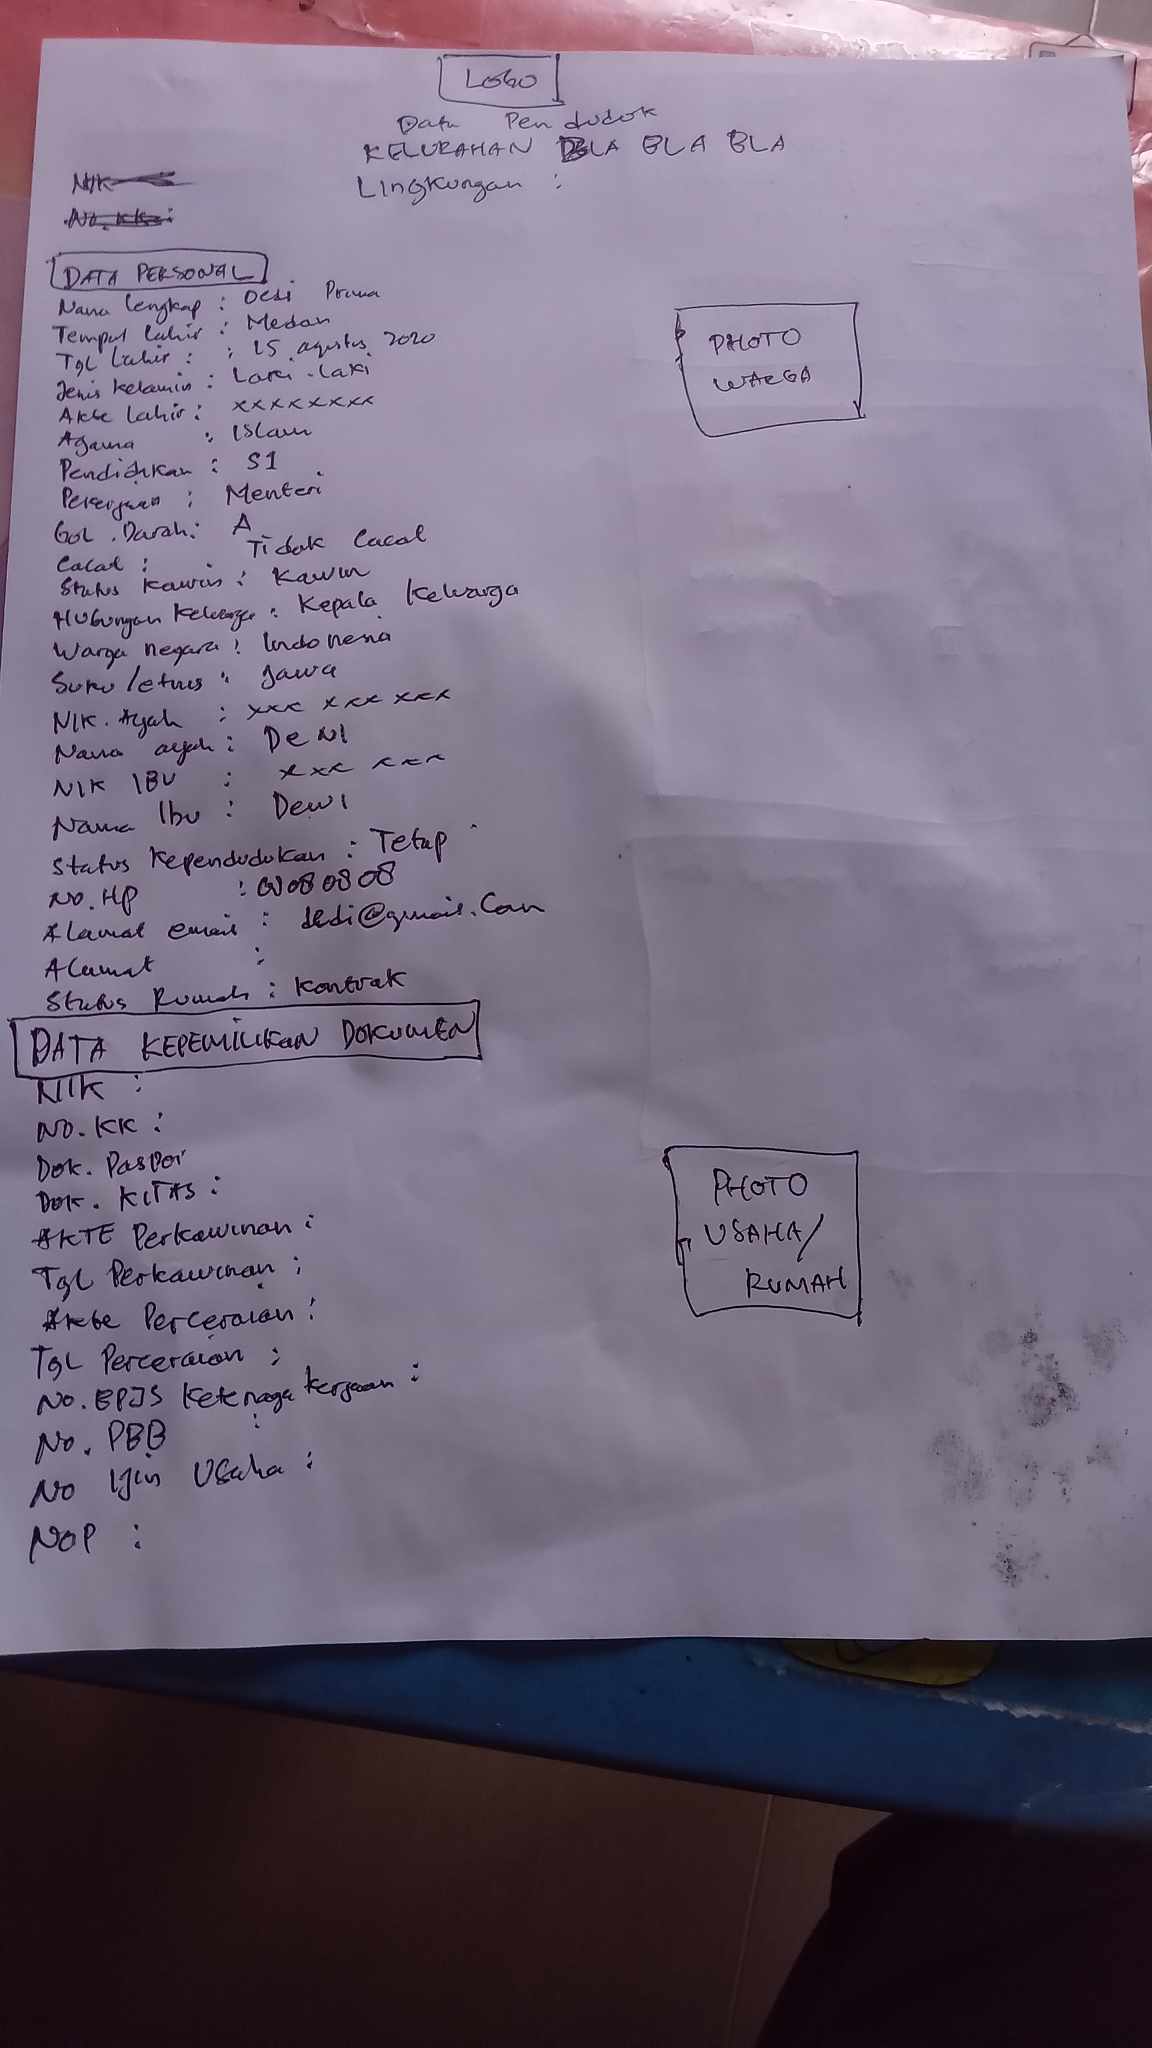 LOGO
Data Penduduk
KELURAHAN BLA BLA BLA
Lingkungan :
NIK
No. KK :
DATA PERSONAL
Nama lengkap : Dedi Prama
Tempat lahir : Medan
Tgl Lahir : : 15 agustus 2020
Jenis Kelamin : Laki-laki
Akte Lahir : xxxxxxxx
PHOTO
WARGA
Agama : Islam
Pendidikan : S1
Pekerjaan : Menteri
Gol. Darah : A
Cacat : Tidak Cacat
Status Kawin : Kawin
Hubungan Keluarga : Kepala Keluarga
Warga negara : Indonesia
Suku/etnis : Jawa
NIK. Ayah : xxx xxx xxx
Nama ayah : DeNI
NIK IBU : xxx xxx
Nama Ibu : Dewi
Status Kependudukan : Tetap
No. Hp : 08080808
Alamat email : dedi@gmail.Com
Alamat :
Status Rumah : Kontrak
DATA KEPEMILIKAN DOKUMEN
NIK :
No. KK :
Dok. Paspor
Dok. KITAS :
PHOTO
USAHA/
RUMAH
AKTE Perkawinan :
TgL Perkawinan :
Akte Perceraian :
TgL Perceraian :
No. BPJS Ketenagakerjaan :
No. PBB :
No Ijin Usaha :
NOP :